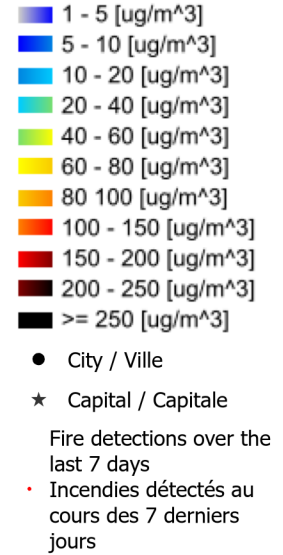 1 - 5 [ug/m^3]
5 - 10 [ug/m^3]
10 - 20 [ug/m^3]
20 - 40 [ug/m^3]
40 - 60 [ug/m^3]
60 - 80 [ug/m^3]
80 100 [ug/m^3]
100 - 150 [ug/m^3]
150 - 200 [ug/m^3]
200 - 250 [ug/m^3]
>= 250 [ug/m^3]
City / Ville
Capital / Capitale
Fire detections over the
last 7 days
Incendies détectés au
cours des 7 derniers
jours